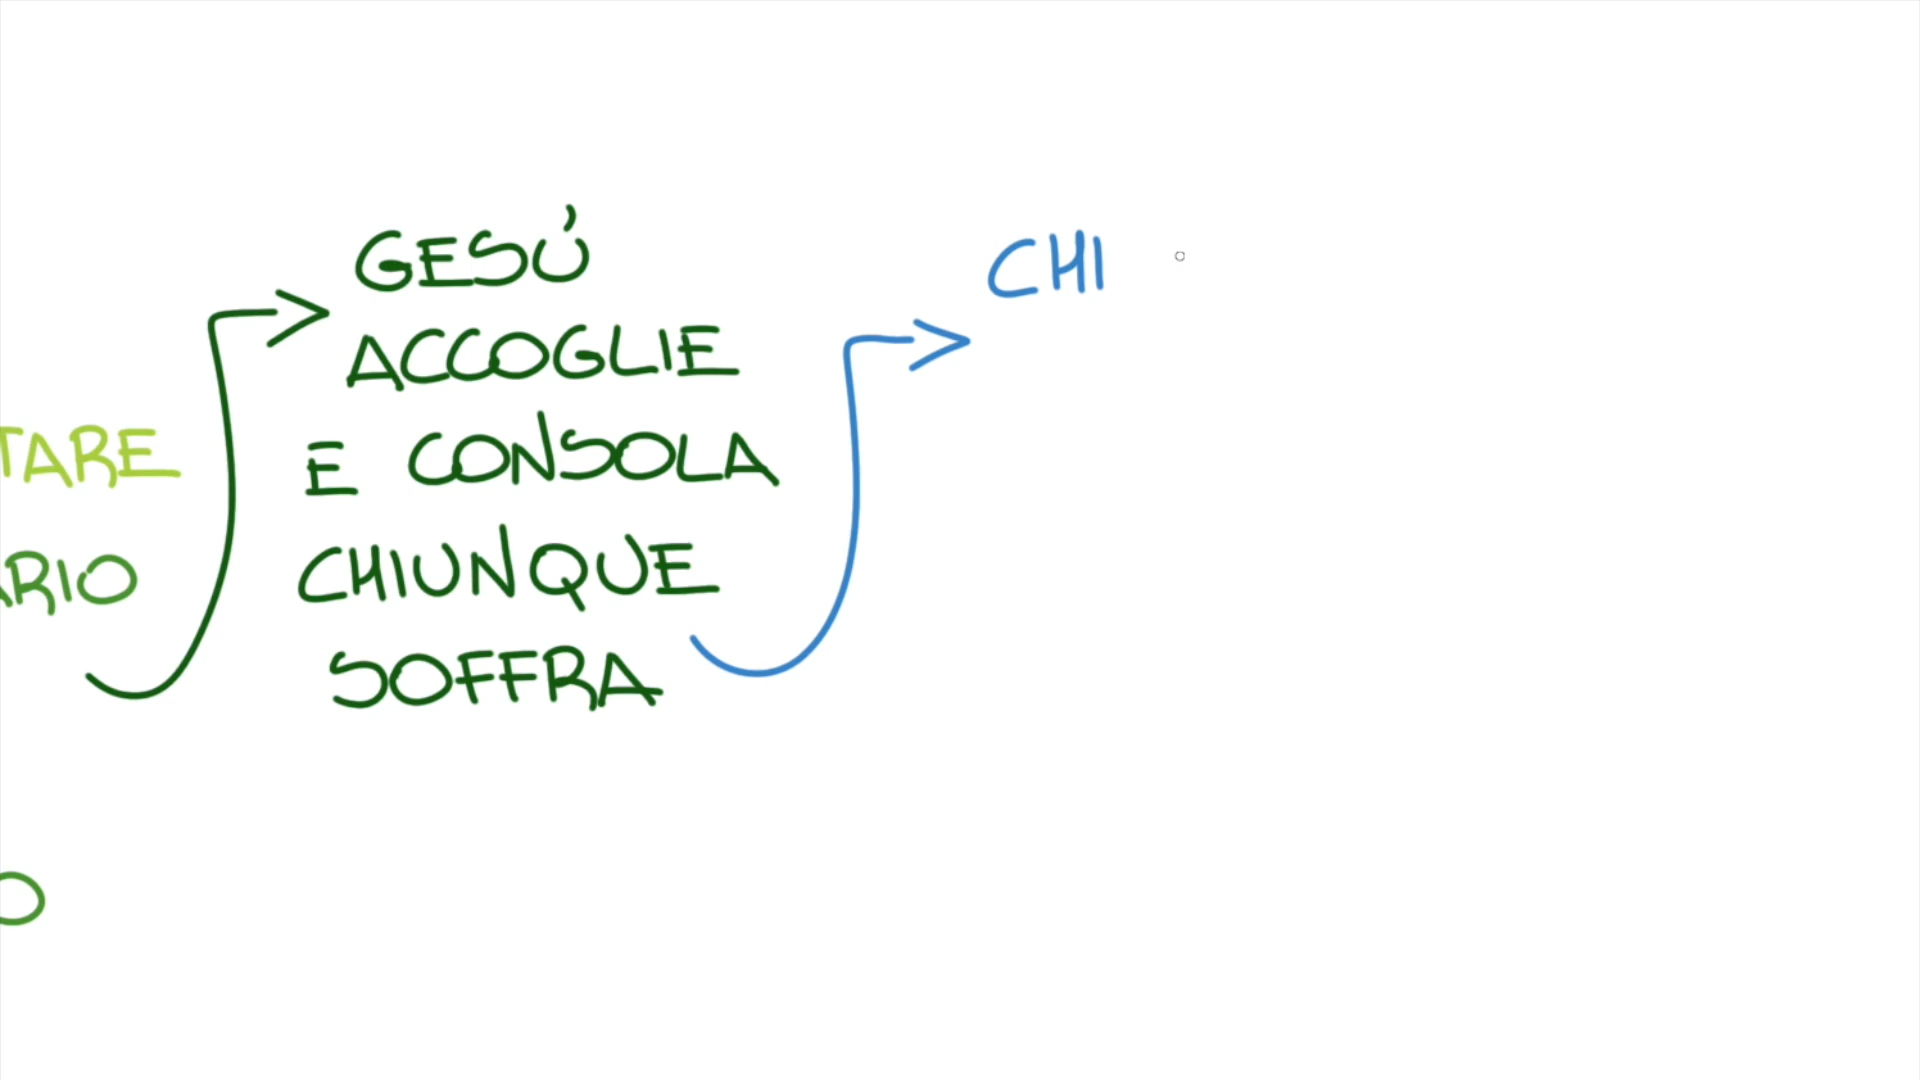 TARE
RIO
O
GESÚ
ACCOGLIE
E CONSOLA
CHIUNQUE
SOFFRA
CHI